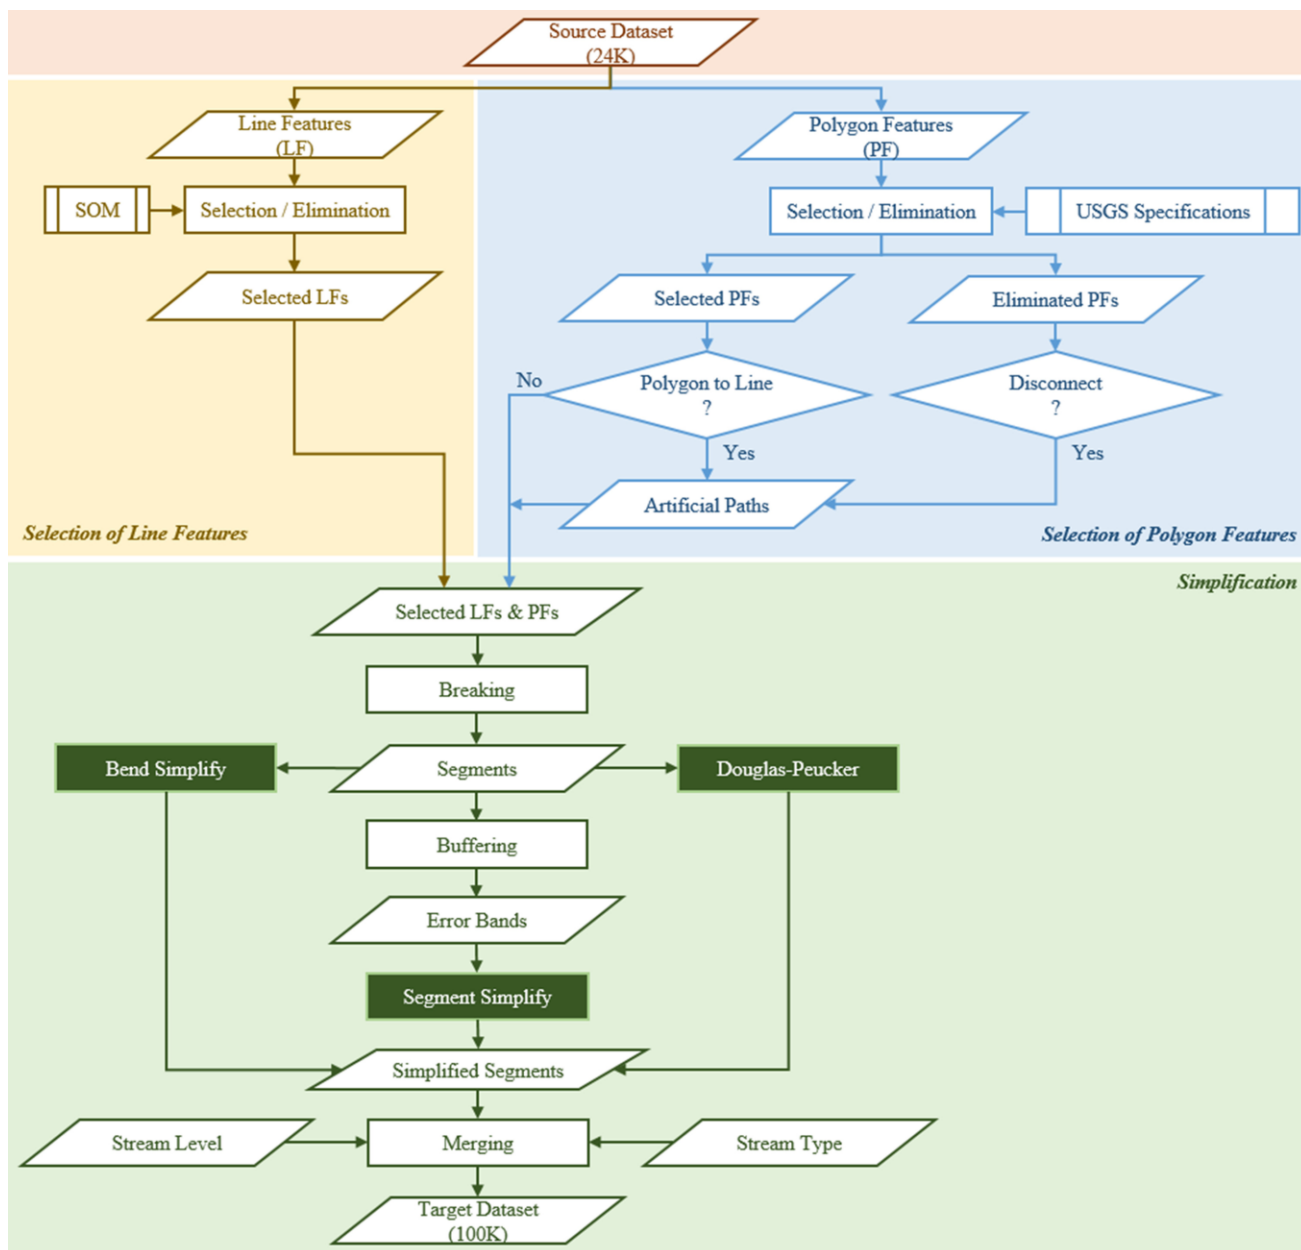 Source Dataset
(24K)
Line Features
(LF)
Polygon Features
(PF)
SOM
Selection / Elimination
Selection / Elimination
USGS Specifications
Selected LFs
Selected PFs
Eliminated PFs
No
Polygon to Line
?
Disconnect
?
Yes
Yes
Artificial Paths
Selection of Line Features
Selection of Polygon Features
Simplification
Selected LFs & PFs
Breaking
Bend Simplify
Segments
Douglas-Peucker
Buffering
Error Bands
Segment Simplify
Simplified Segments
Stream Level
Merging
Stream Type
Target Dataset
(100K)